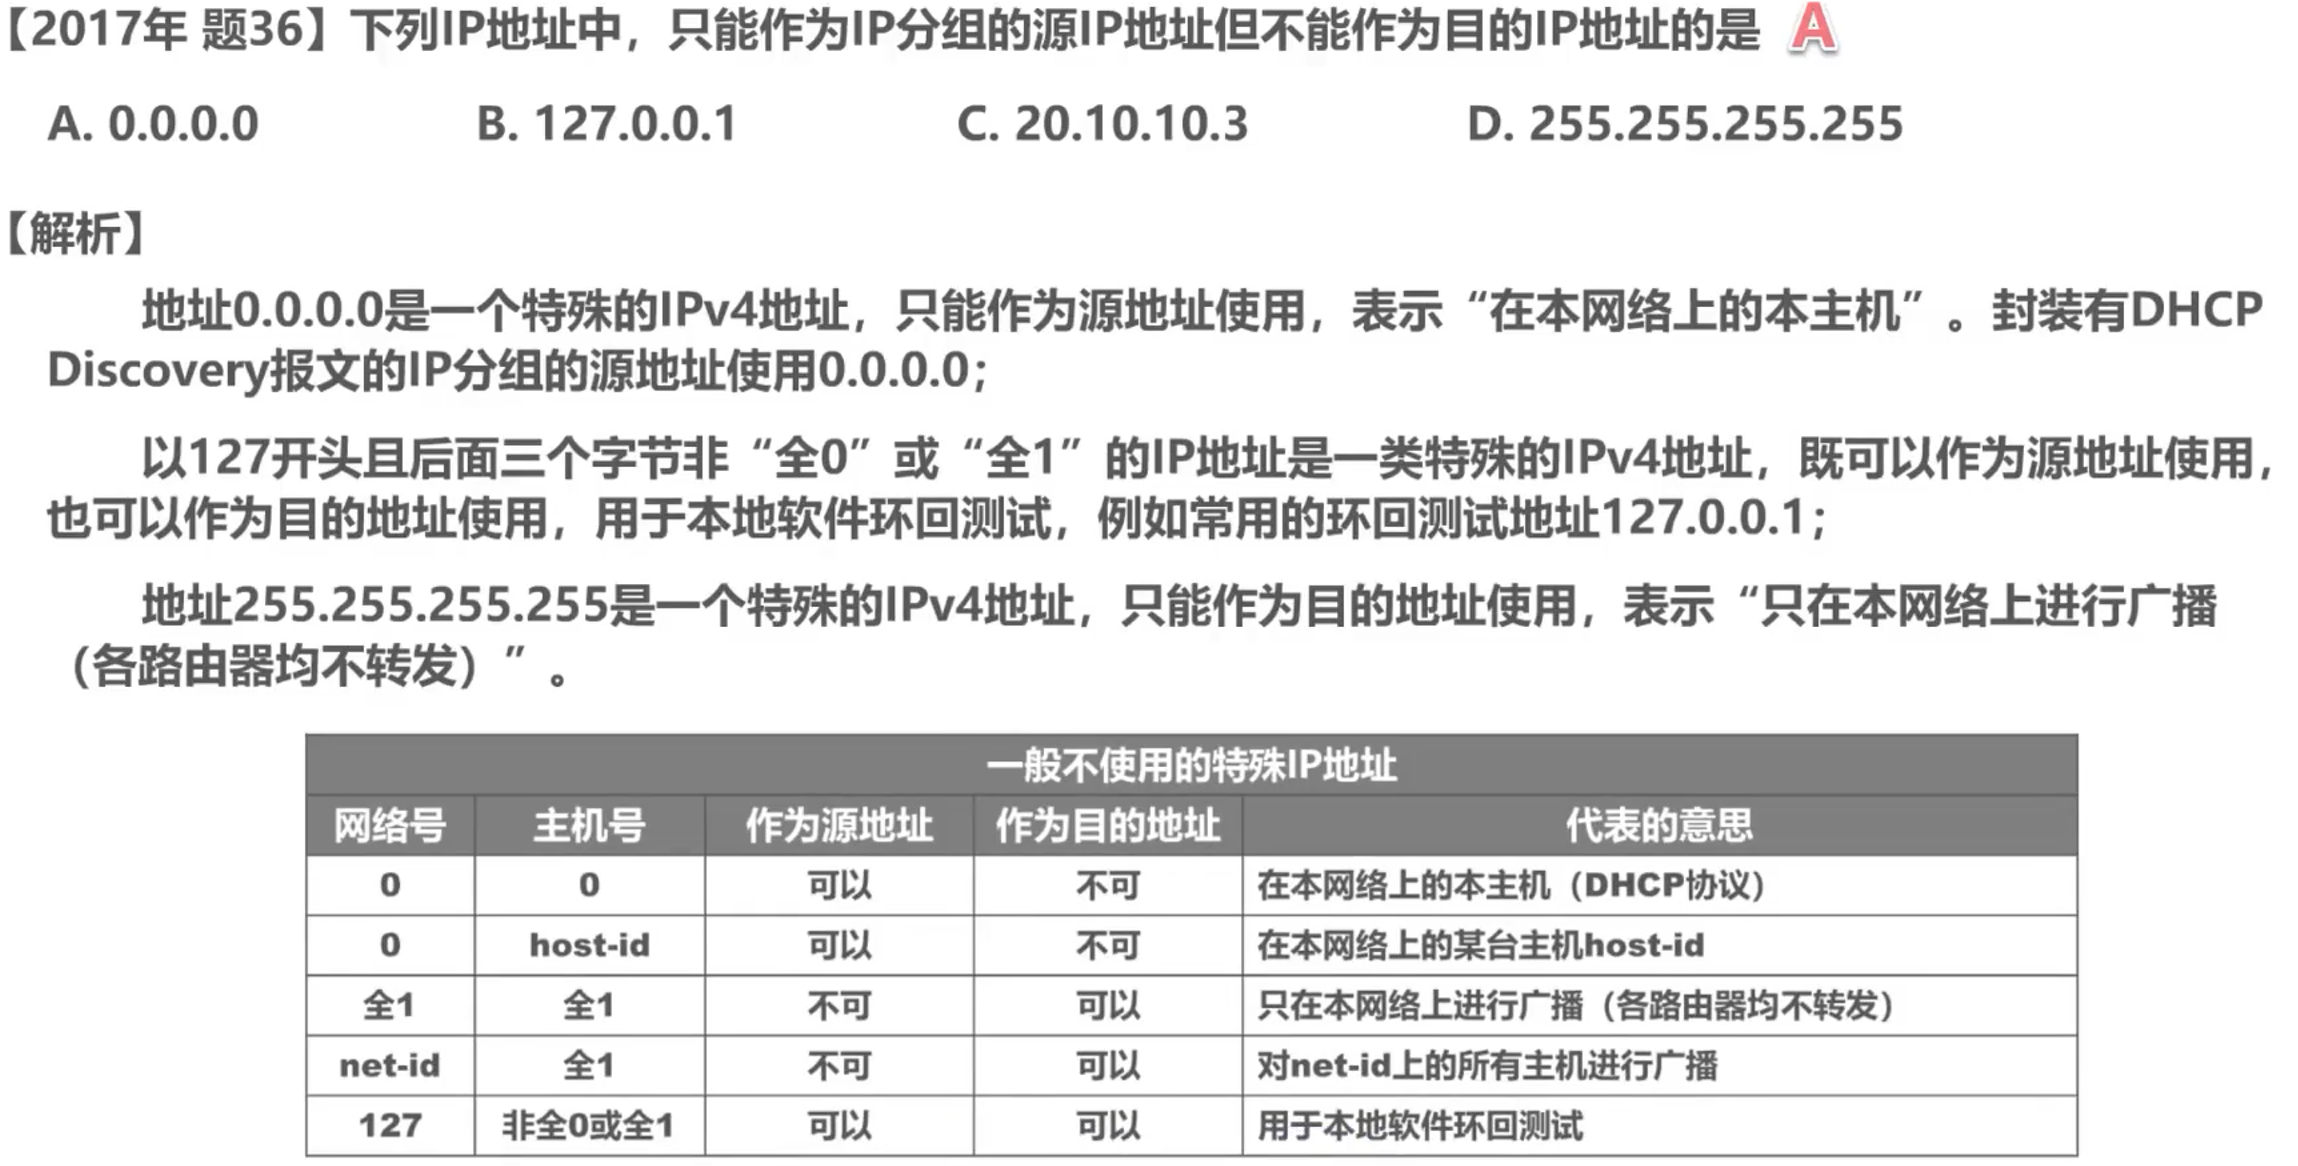 【2017年 题36】下列IP地址中，只能作为IP分组的源IP地址但不能作为目的IP地址的是 A
A. 0.0.0.0 B. 127.0.0.1 C. 20.10.10.3 D. 255.255.255.255
【解析】
地址0.0.0.0是一个特殊的IPv4地址，只能作为源地址使用，表示“在本网络上的本主机”。封装有DHCP
Discovery报文的IP分组的源地址使用0.0.0.0；
以127开头且后面三个字节非“全0”或“全1”的IP地址是一类特殊的IPv4地址，既可以作为源地址使用，
也可以作为目的地址使用，用于本地软件环回测试，例如常用的环回测试地址127.0.0.1；
地址255.255.255.255是一个特殊的IPv4地址，只能作为目的地址使用，表示“只在本网络上进行广播
（各路由器均不转发）”。
一般不使用的特殊IP地址
网络号 主机号 作为源地址 作为目的地址 代表的意思
0 0 可以 不可 在本网络上的本主机（DHCP协议）
0 host-id 可以 不可 在本网络上的某台主机host-id
全1 全1 不可 可以 只在本网络上进行广播（各路由器均不转发）
net-id 全1 不可 可以 对net-id上的所有主机进行广播
127 非全0或全1 可以 可以 用于本地软件环回测试